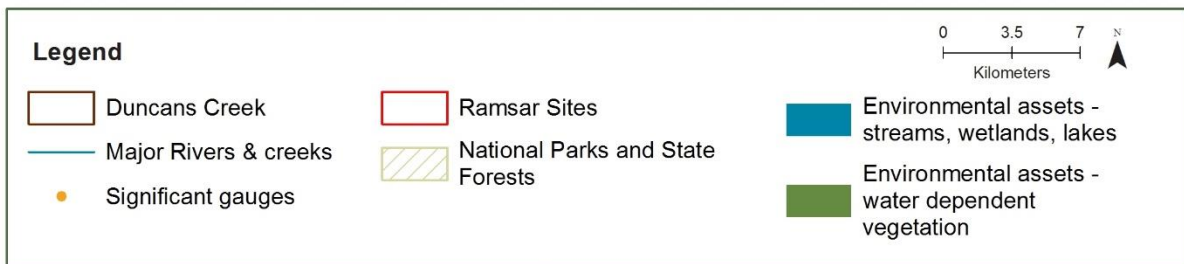 Legend
0 3.5 7 N
Kilometers
Duncans Creek
Major Rivers & creeks
Significant gauges
Ramsar Sites
National Parks and State
Forests
Environmental assets -
streams, wetlands, lakes
Environmental assets -
water dependent
vegetation